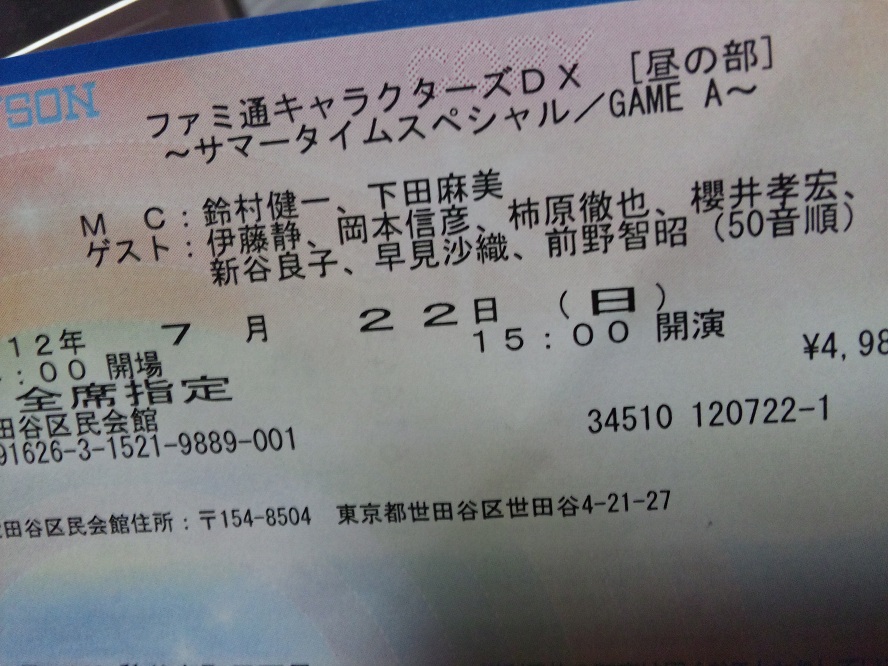 SON
COPY
ファミ通キャラクターズDX [昼の部]
～サマータイムスペシャル／GAME A～
MC：鈴村健一、下田麻美
ゲスト：伊藤静、岡本信彦、柿原徹也、櫻井孝宏、
新谷良子、早見沙織、前野智昭（50音順）
12年 7月 22日（日）
:00 開場 15:00 開演
¥4,98
全席指定
田谷区民会館
91626-3-1521-9889-001
34510 120722-1
田谷区民会館住所：〒154-8504 東京都世田谷区世田谷4-21-27